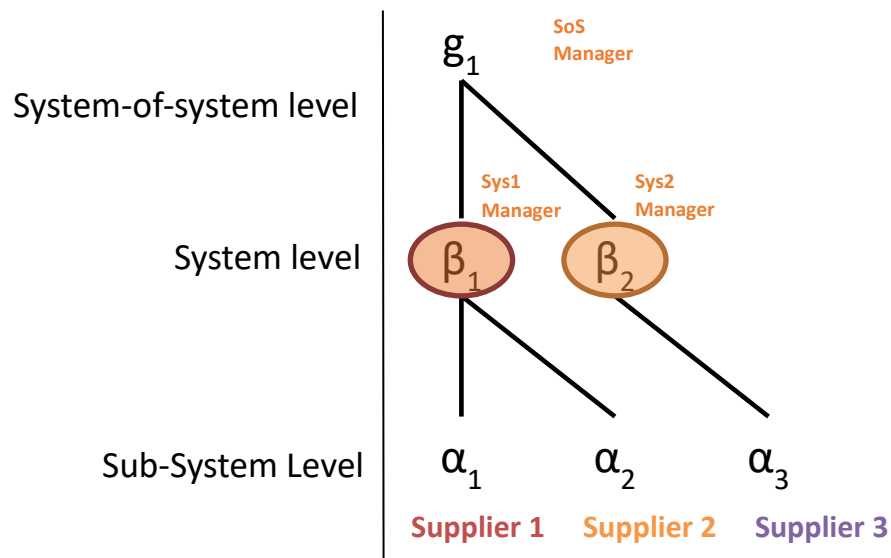 g₁
SoS
Manager
System-of-system level
Sys1
Manager
Sys2
Manager
System level
β₁
β₂
Sub-System Level
α₁
α₂
α₃
Supplier 1
Supplier 2
Supplier 3